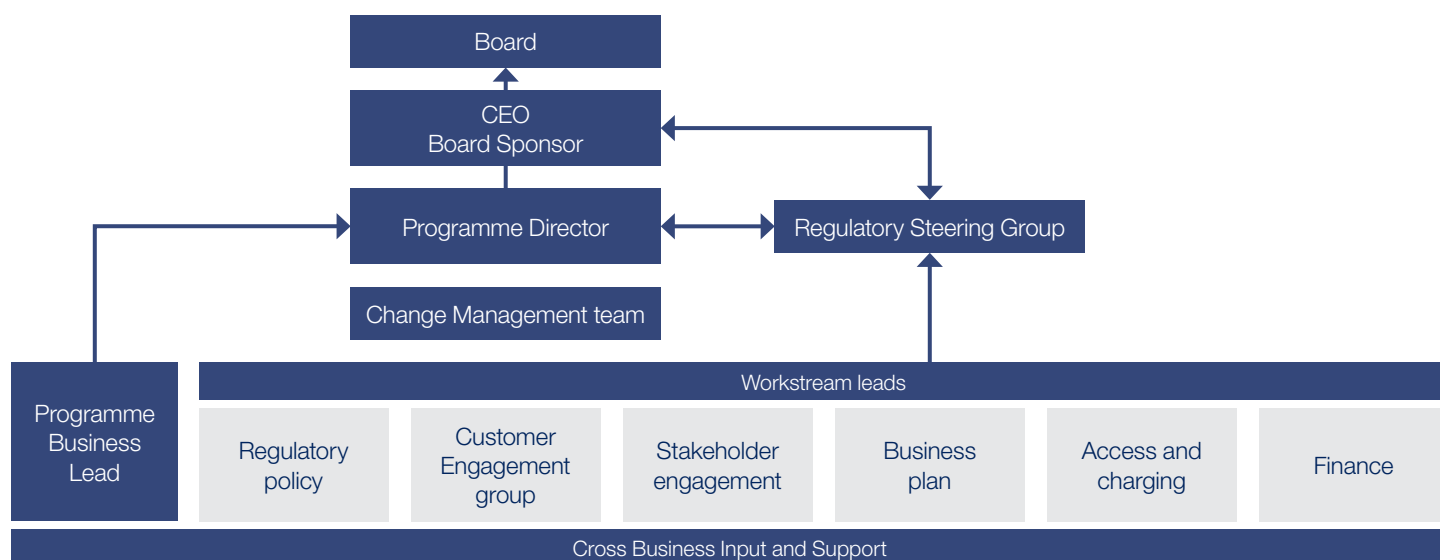 Board
CEO
Board Sponsor
Programme Director
Regulatory Steering Group
Change Management team
Programme
Business
Lead
Workstream leads
Regulatory
policy
Customer
Engagement
group
Stakeholder
engagement
Business
plan
Access and
charging
Finance
Cross Business Input and Support